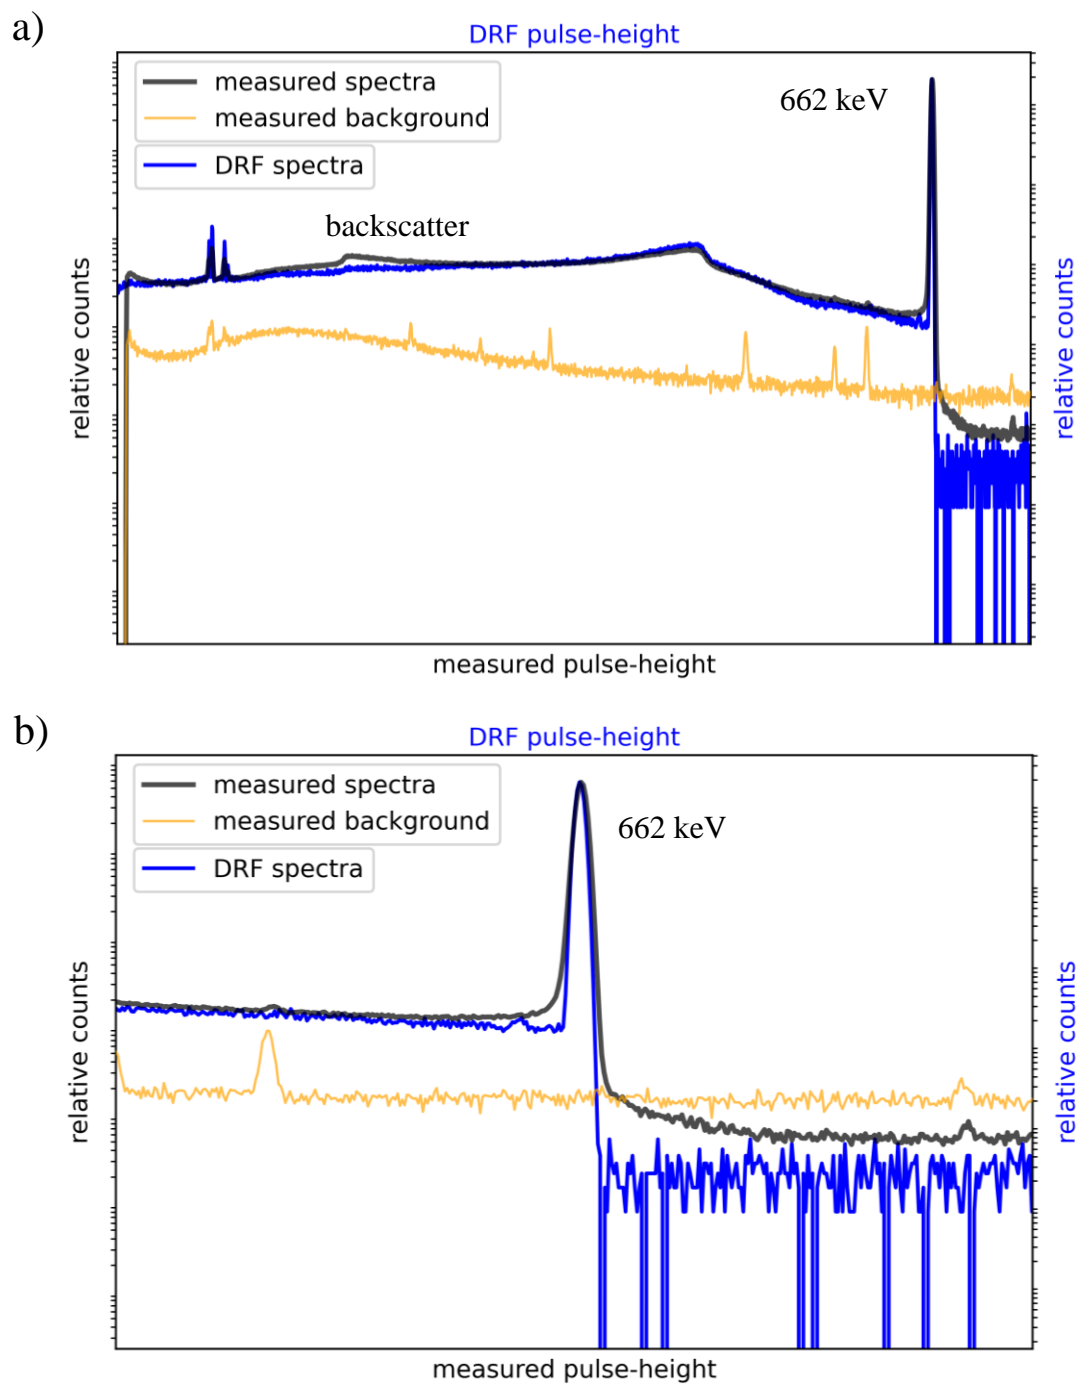 a)
DRF pulse-height
measured spectra
measured background
DRF spectra
662 keV
backscatter
relative counts
relative counts
measured pulse-height
b)
DRF pulse-height
measured spectra
measured background
DRF spectra
662 keV
relative counts
relative counts
measured pulse-height